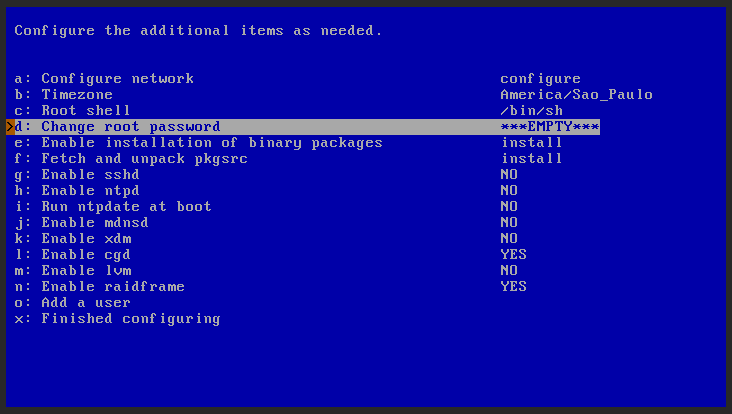 Configure the additional items as needed.
a: Configure network configure
b: Timezone America/Sao_Paulo
c: Root shell /bin/sh
>d: Change root password ***EMPTY***
e: Enable installation of binary packages install
f: Fetch and unpack pkgsrc install
g: Enable sshd NO
h: Enable ntpd NO
i: Run ntpdate at boot NO
j: Enable mdnsd NO
k: Enable xdm NO
l: Enable cgd YES
m: Enable lvm NO
n: Enable raidframe YES
o: Add a user
x: Finished configuring